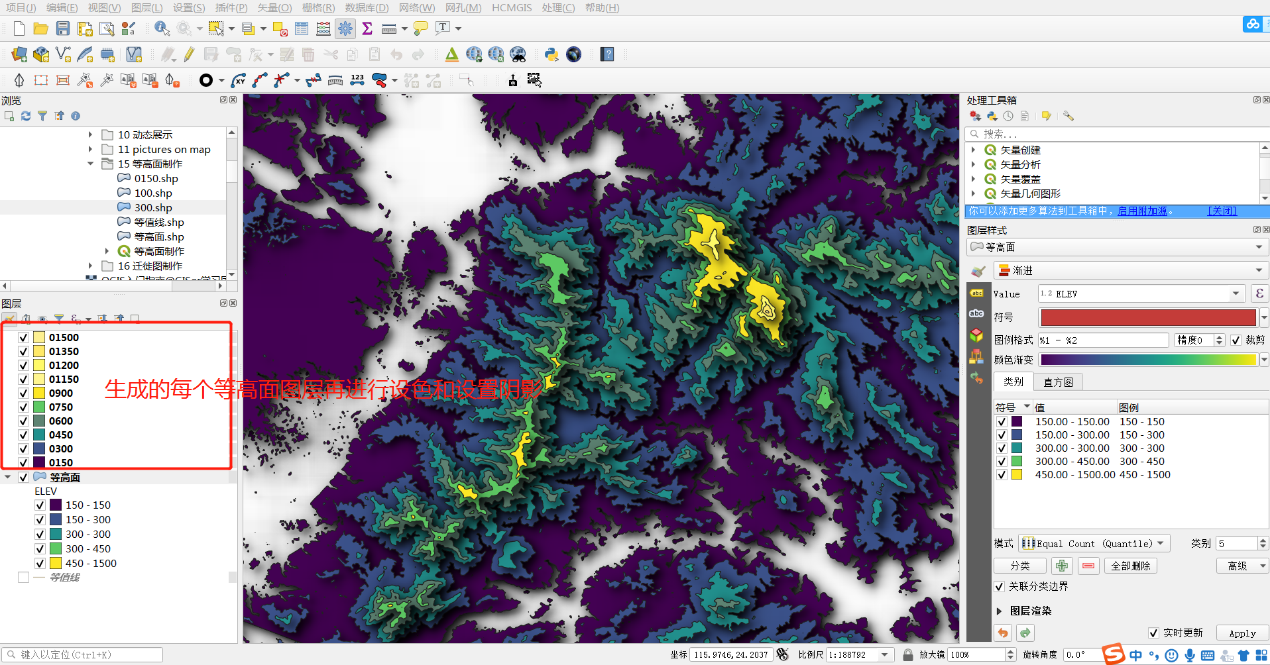 项目(J) 编辑(E) 视图(V) 图层(L) 设置(S) 插件(P) 矢量(O) 栅格(R) 数据库(D) 网络(W) 网孔(M) HCMGIS 处理(C) 帮助(H)
浏览
10 动态展示
11 pictures on map
15 等高面制作
0150.shp
100.shp
300.shp
等值线.shp
等高面.shp
等高面制作
16 迁徙图制作
图层
01500
01350
01200
01150
0900
0750
0600
0450
0300
0150
等高面
ELEV
150 - 150
150 - 300
300 - 300
300 - 450
450 - 1500
等值线
生成的每个等高面图层再进行设色和设置阴影
处理工具箱
搜索...
矢量创建
矢量分析
矢量覆盖
矢量几何图形
你可以添加更多算法到工具箱中，启用附加源。 [关闭]
图层样式
等高面
渐进
Value 1.2 ELEV
符号
图例格式 %1 - %2 精度0 裁剪
颜色渐变
类别 直方图
符号 值 图例
150.00 - 150.00 150 - 150
150.00 - 300.00 150 - 300
300.00 - 300.00 300 - 300
300.00 - 450.00 300 - 450
450.00 - 1500.00 450 - 1500
模式 Equal Count (Quantile) 类别 5
分类 全部删除 高级
关联分类边界
图层渲染
实时更新 Apply
键入以定位(Ctrl+K) 坐标 115.9746,24.2037 比例尺 1:188792 放大镜 100% 旋转角度 0.0°
中